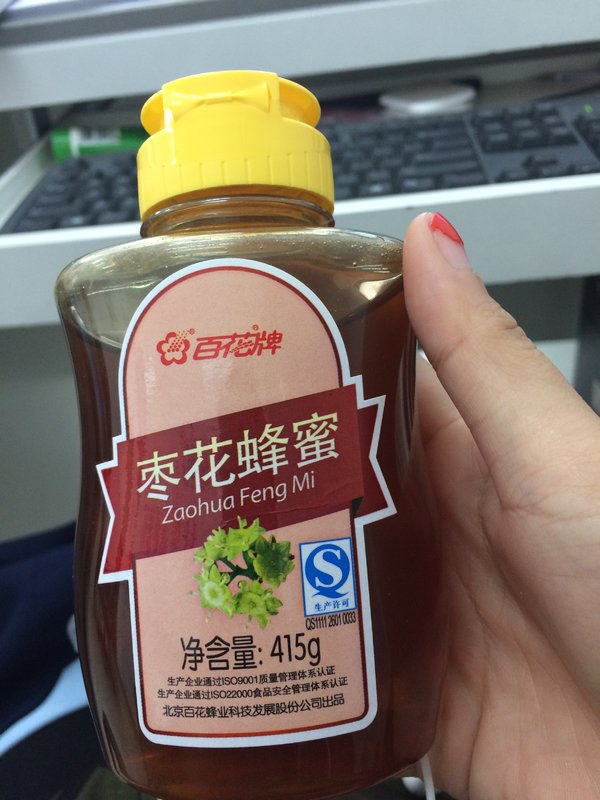 百花牌
枣花蜂蜜
Zaohua Feng Mi
生产许可
QS1111 2601 0033
净含量: 415g
生产企业通过ISO9001质量管理体系认证
生产企业通过ISO22000食品安全管理体系认证
北京百花蜂业科技发展股份公司出品